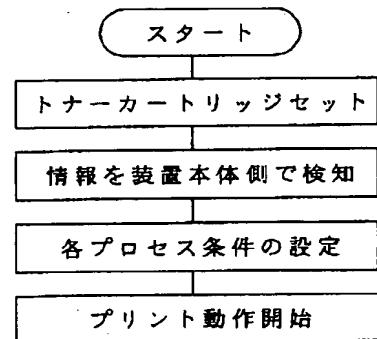 スタート
トナーカートリッジセット
情報を装置本体側で検知
各プロセス条件の設定
プリント動作開始